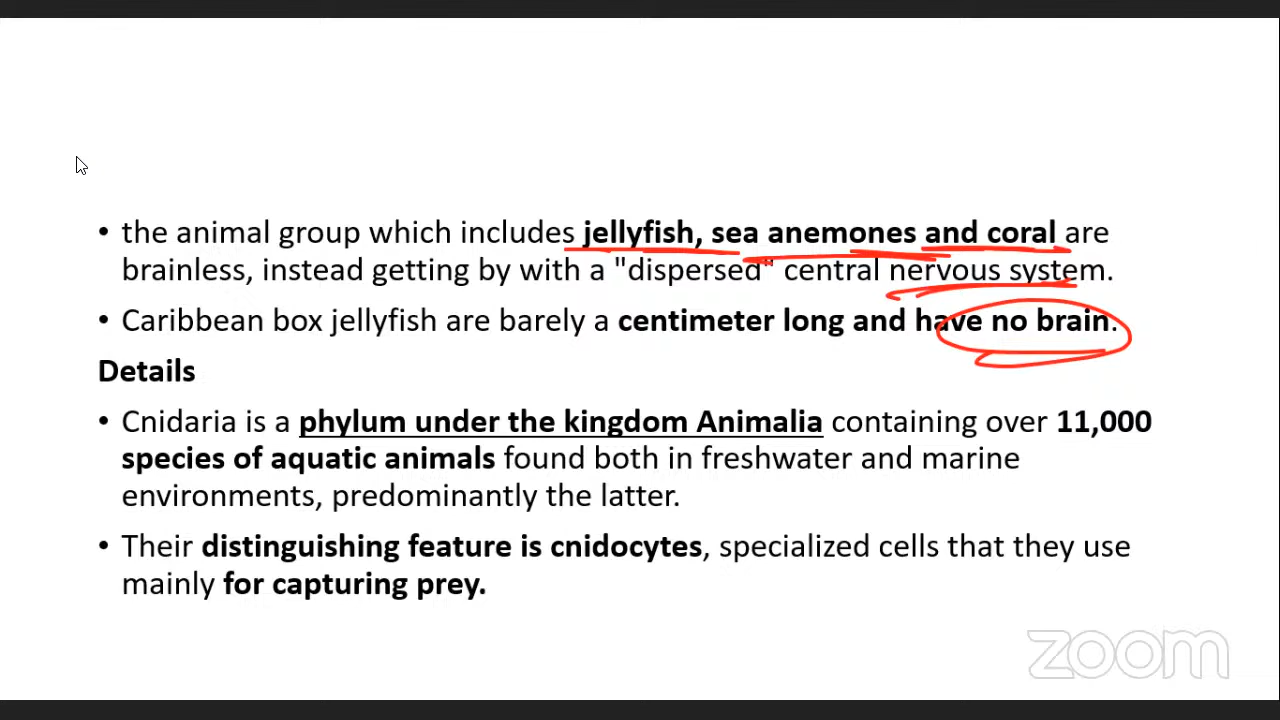 • the animal group which includes jellyfish, sea anemones and coral are
brainless, instead getting by with a "dispersed" central nervous system.
• Caribbean box jellyfish are barely a centimeter long and have no brain.
Details
• Cnidaria is a phylum under the kingdom Animalia containing over 11,000
species of aquatic animals found both in freshwater and marine
environments, predominantly the latter.
• Their distinguishing feature is cnidocytes, specialized cells that they use
mainly for capturing prey.
zoom